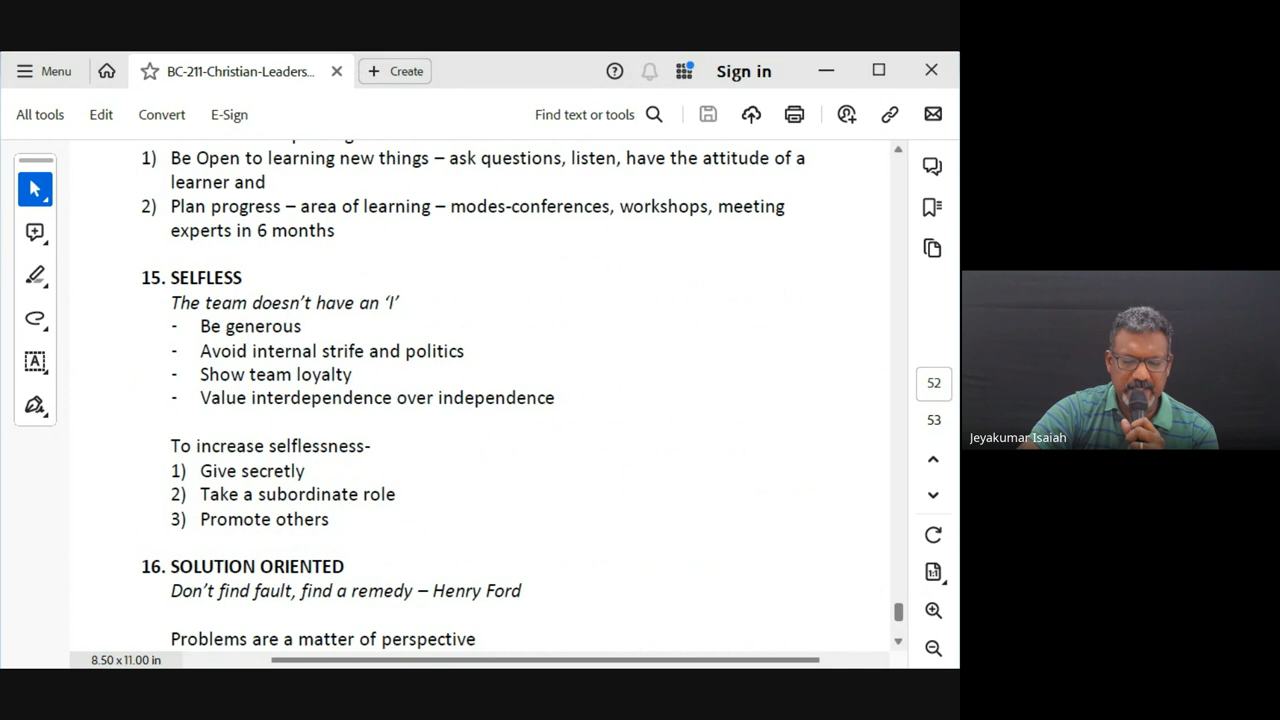 Menu
BC-211-Christian-Leaders...
Create
Sign in
All tools
Edit
Convert
E-Sign
Find text or tools
1) Be Open to learning new things – ask questions, listen, have the attitude of a
learner and
2) Plan progress – area of learning – modes-conferences, workshops, meeting
experts in 6 months
15. SELFLESS
The team doesn’t have an ‘I’
- Be generous
- Avoid internal strife and politics
- Show team loyalty
- Value interdependence over independence
To increase selflessness-
1) Give secretly
2) Take a subordinate role
3) Promote others
16. SOLUTION ORIENTED
Don’t find fault, find a remedy – Henry Ford
Problems are a matter of perspective
8.50 x 11.00 in
52
53
Jeyakumar Isaiah